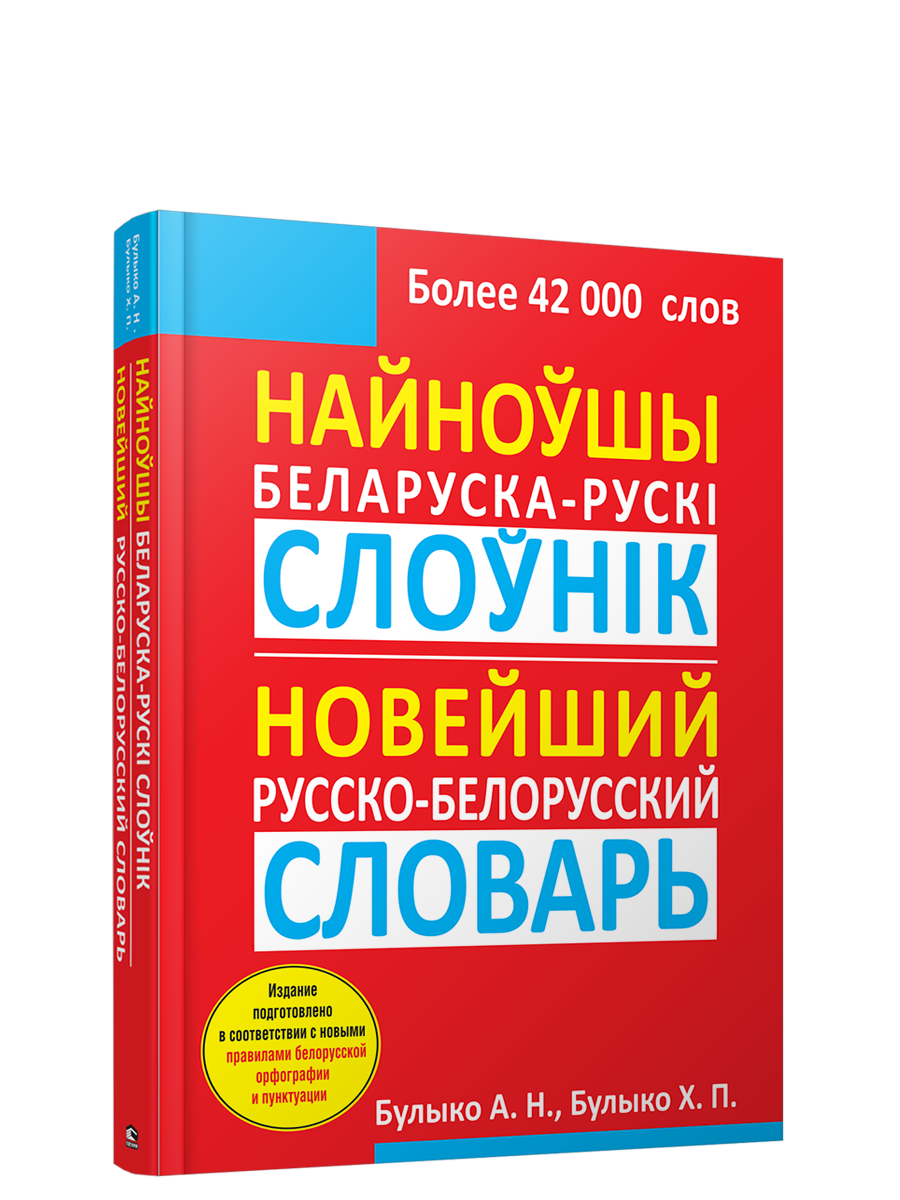 Более 42 000 слов
НАЙНОЎШЫ
БЕЛАРУСКА-РУСКІ
СЛОЎНІК
НОВЕЙШИЙ
РУССКО-БЕЛОРУССКИЙ
СЛОВАРЬ
Издание
подготовлено
в соответствии с новыми
правилами белорусской
орфографии
и пунктуации
Булыко А. Н., Булыко Х. П.
Булыко А. Н.,
Булыко Х. П.
НАЙНОЎШЫ БЕЛАРУСКА-РУСКІ СЛОЎНІК
НОВЕЙШИЙ РУССКО-БЕЛОРУССКИЙ СЛОВАРЬ